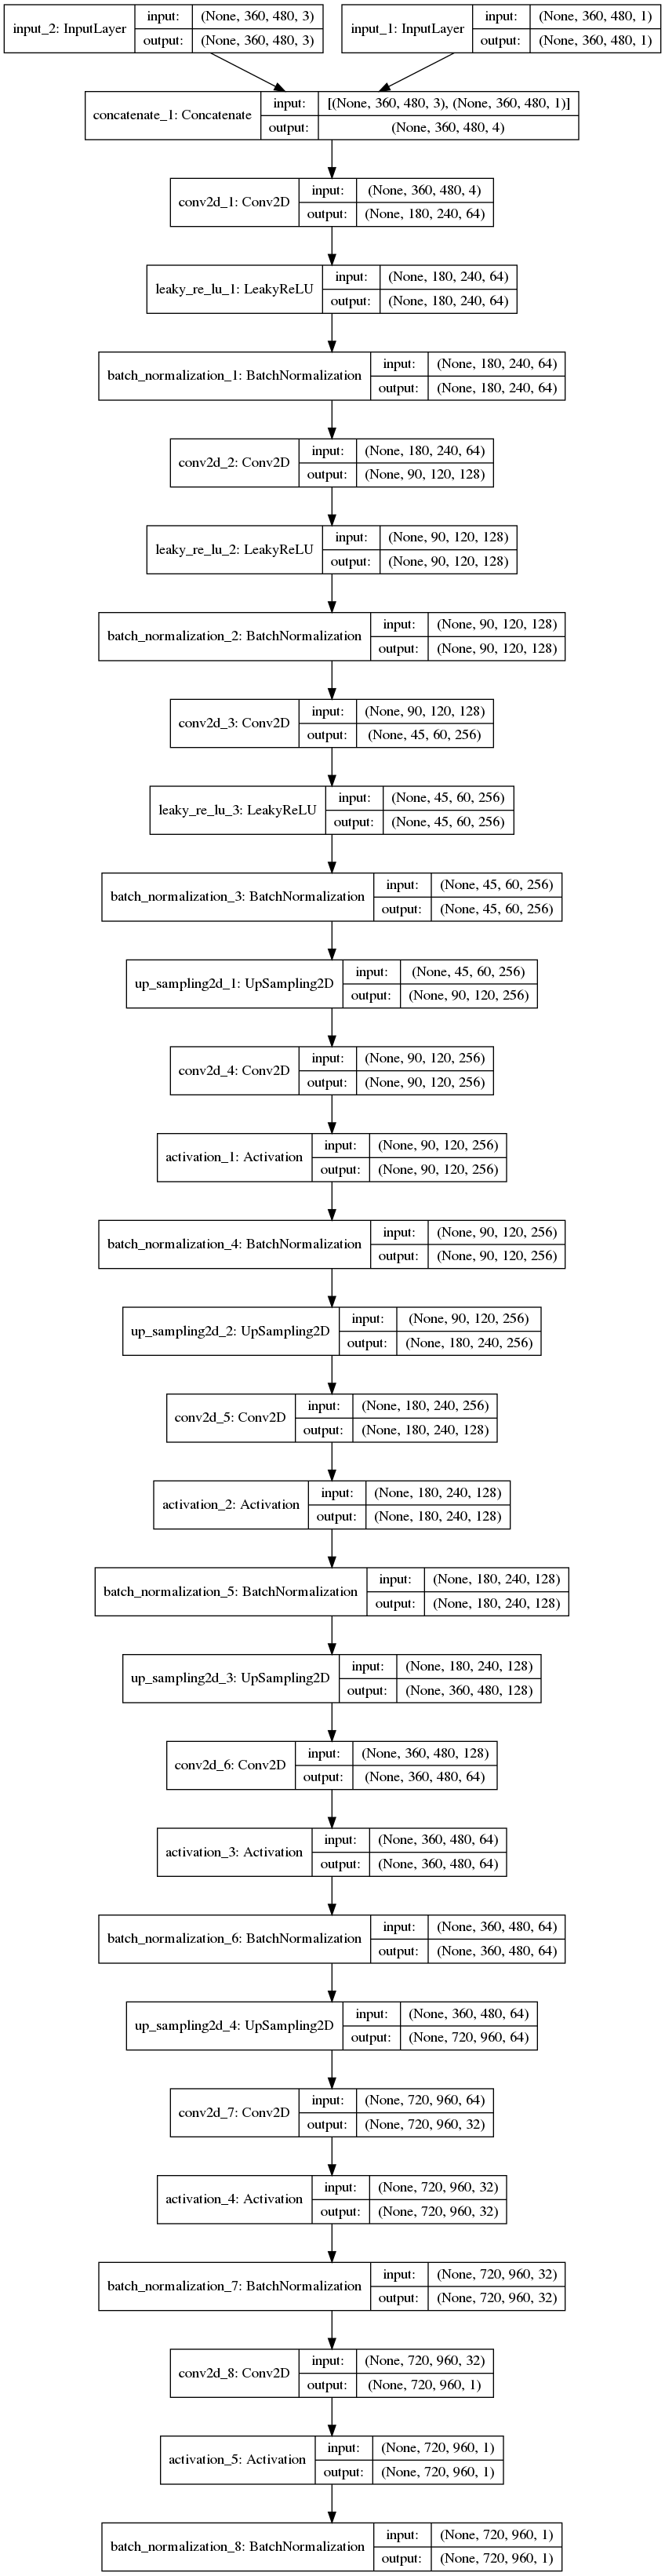 input_2: InputLayer
input: (None, 360, 480, 3)
output: (None, 360, 480, 3)
input_1: InputLayer
input: (None, 360, 480, 1)
output: (None, 360, 480, 1)
concatenate_1: Concatenate
input: [(None, 360, 480, 3), (None, 360, 480, 1)]
output: (None, 360, 480, 4)
conv2d_1: Conv2D
input: (None, 360, 480, 4)
output: (None, 180, 240, 64)
leaky_re_lu_1: LeakyReLU
input: (None, 180, 240, 64)
output: (None, 180, 240, 64)
batch_normalization_1: BatchNormalization
input: (None, 180, 240, 64)
output: (None, 180, 240, 64)
conv2d_2: Conv2D
input: (None, 180, 240, 64)
output: (None, 90, 120, 128)
leaky_re_lu_2: LeakyReLU
input: (None, 90, 120, 128)
output: (None, 90, 120, 128)
batch_normalization_2: BatchNormalization
input: (None, 90, 120, 128)
output: (None, 90, 120, 128)
conv2d_3: Conv2D
input: (None, 90, 120, 128)
output: (None, 45, 60, 256)
leaky_re_lu_3: LeakyReLU
input: (None, 45, 60, 256)
output: (None, 45, 60, 256)
batch_normalization_3: BatchNormalization
input: (None, 45, 60, 256)
output: (None, 45, 60, 256)
up_sampling2d_1: UpSampling2D
input: (None, 45, 60, 256)
output: (None, 90, 120, 256)
conv2d_4: Conv2D
input: (None, 90, 120, 256)
output: (None, 90, 120, 256)
activation_1: Activation
input: (None, 90, 120, 256)
output: (None, 90, 120, 256)
batch_normalization_4: BatchNormalization
input: (None, 90, 120, 256)
output: (None, 90, 120, 256)
up_sampling2d_2: UpSampling2D
input: (None, 90, 120, 256)
output: (None, 180, 240, 256)
conv2d_5: Conv2D
input: (None, 180, 240, 256)
output: (None, 180, 240, 128)
activation_2: Activation
input: (None, 180, 240, 128)
output: (None, 180, 240, 128)
batch_normalization_5: BatchNormalization
input: (None, 180, 240, 128)
output: (None, 180, 240, 128)
up_sampling2d_3: UpSampling2D
input: (None, 180, 240, 128)
output: (None, 360, 480, 128)
conv2d_6: Conv2D
input: (None, 360, 480, 128)
output: (None, 360, 480, 64)
activation_3: Activation
input: (None, 360, 480, 64)
output: (None, 360, 480, 64)
batch_normalization_6: BatchNormalization
input: (None, 360, 480, 64)
output: (None, 360, 480, 64)
up_sampling2d_4: UpSampling2D
input: (None, 360, 480, 64)
output: (None, 720, 960, 64)
conv2d_7: Conv2D
input: (None, 720, 960, 64)
output: (None, 720, 960, 32)
activation_4: Activation
input: (None, 720, 960, 32)
output: (None, 720, 960, 32)
batch_normalization_7: BatchNormalization
input: (None, 720, 960, 32)
output: (None, 720, 960, 32)
conv2d_8: Conv2D
input: (None, 720, 960, 32)
output: (None, 720, 960, 1)
activation_5: Activation
input: (None, 720, 960, 1)
output: (None, 720, 960, 1)
batch_normalization_8: BatchNormalization
input: (None, 720, 960, 1)
output: (None, 720, 960, 1)